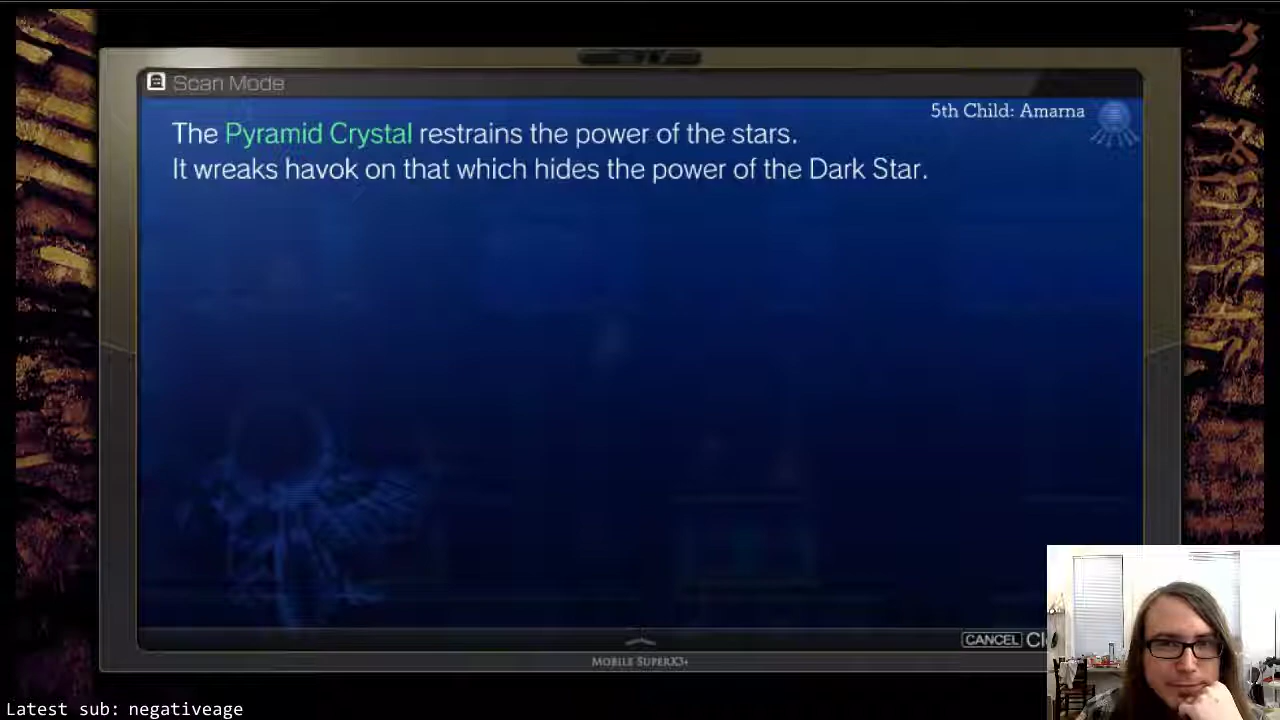 Scan Mode
5th Child: Amarna
The Pyramid Crystal restrains the power of the stars.
It wreaks havok on that which hides the power of the Dark Star.
CANCEL Cl
MOBILE SUPERX3+
Latest sub: negativeage